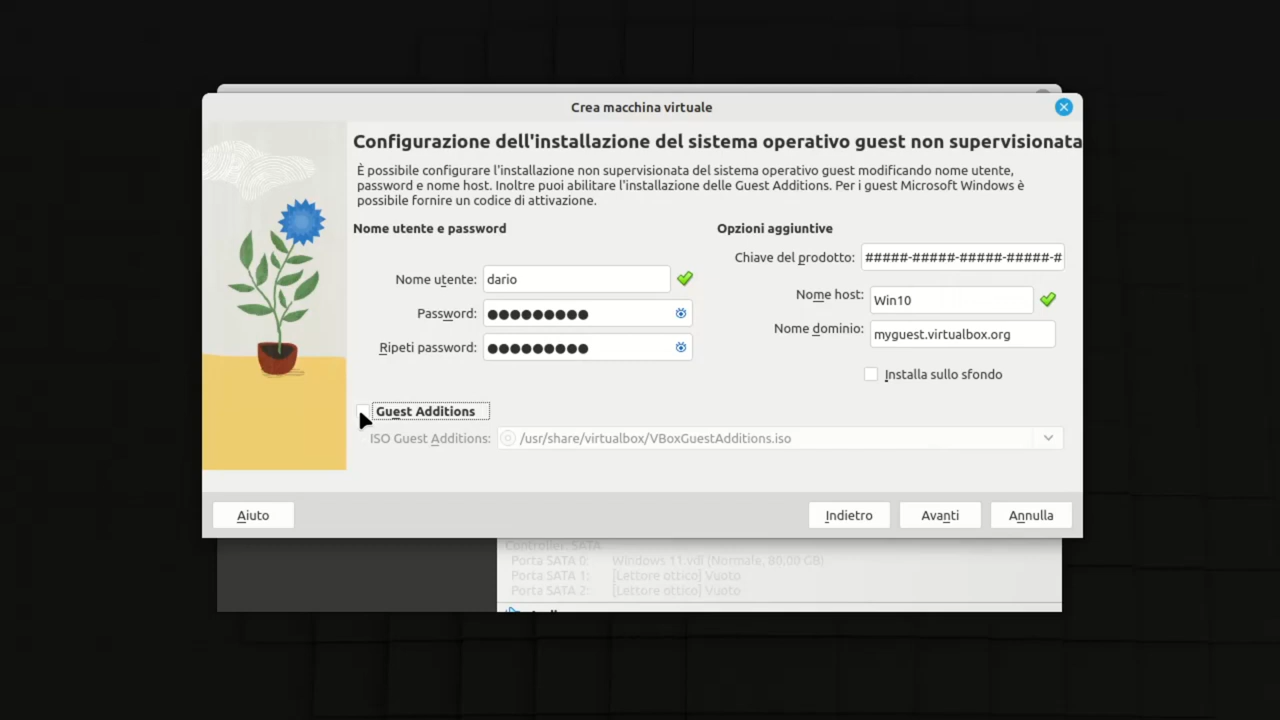 Crea macchina virtuale
Configurazione dell'installazione del sistema operativo guest non supervisionata
È possibile configurare l'installazione non supervisionata del sistema operativo guest modificando nome utente,
password e nome host. Inoltre puoi abilitare l'installazione delle Guest Additions. Per i guest Microsoft Windows è
possibile fornire un codice di attivazione.
Nome utente e password
Nome utente: dario
Password: ●●●●●●●●●
Ripeti password: ●●●●●●●●●
Opzioni aggiuntive
Chiave del prodotto: #####-#####-#####-#####-#
Nome host: Win10
Nome dominio: myguest.virtualbox.org
Installa sullo sfondo
Guest Additions
ISO Guest Additions: /usr/share/virtualbox/VBoxGuestAdditions.iso
Aiuto
Indietro
Avanti
Annulla
Controller: SATA
Porta SATA 0: Windows 11.vdi (Normale, 80,00 GB)
Porta SATA 1: [Lettore ottico] Vuoto
Porta SATA 2: [Lettore ottico] Vuoto